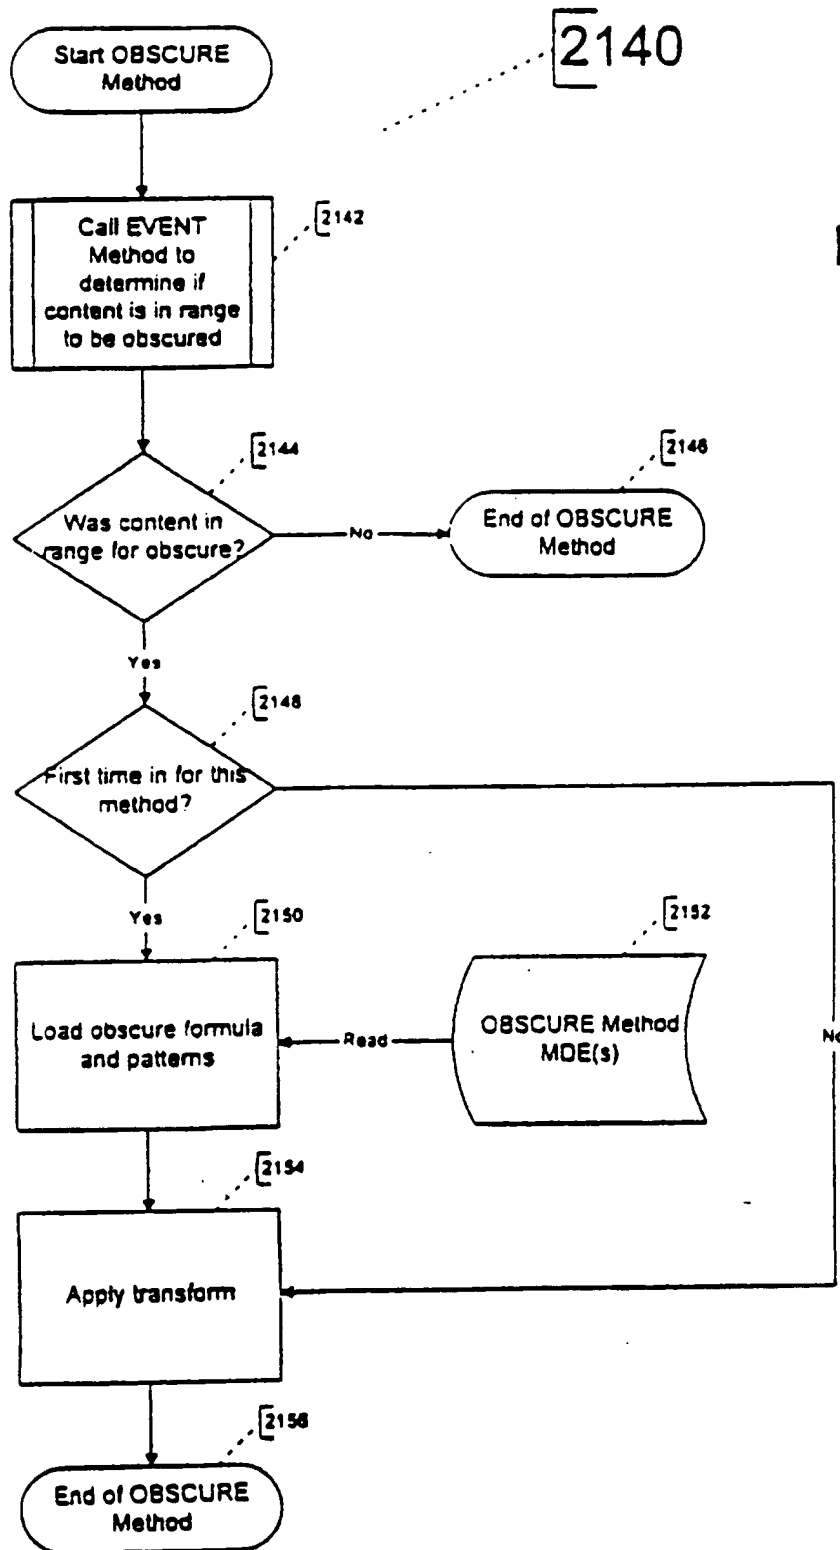 Start OBSCURE
Method
2140
Call EVENT
Method to
determine if
content is in range
to be obscured
2142
2144
Was content in
range for obscure?
No
2146
End of OBSCURE
Method
Yes
2148
First time in for this
method?
Yes
2150
2152
Load obscure formula
and patterns
Read
OBSCURE Method
MDE(s)
No
2154
Apply transform
2156
End of OBSCURE
Method